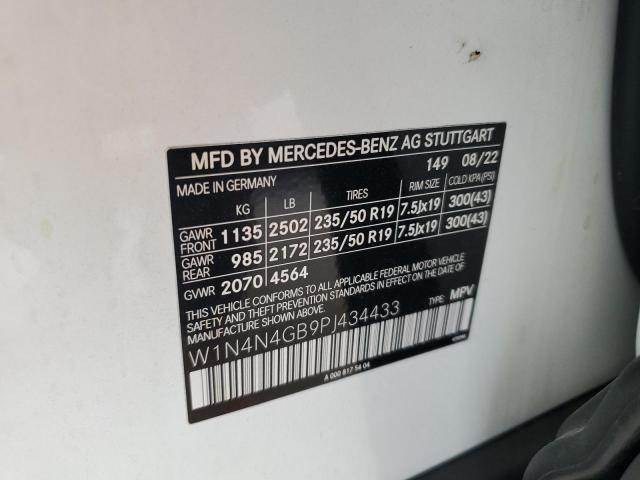 MFD BY MERCEDES-BENZ AG STUTTGART
149 08/22
MADE IN GERMANY
KG LB TIRES RIM SIZE COLD KPA (PSI)
GAWR FRONT 1135 2502 235/50 R19 7.5Jx19 300(43)
GAWR REAR 985 2172 235/50 R19 7.5Jx19 300(43)
GVWR 2070 4564
THIS VEHICLE CONFORMS TO ALL APPLICABLE FEDERAL MOTOR VEHICLE
SAFETY AND THEFT PREVENTION STANDARDS IN EFFECT ON THE DATE OF
MANUFACTURE SHOWN ABOVE.
W1N4N4GB9PJ434433 TYPE: MPV
A 000 817 54 04